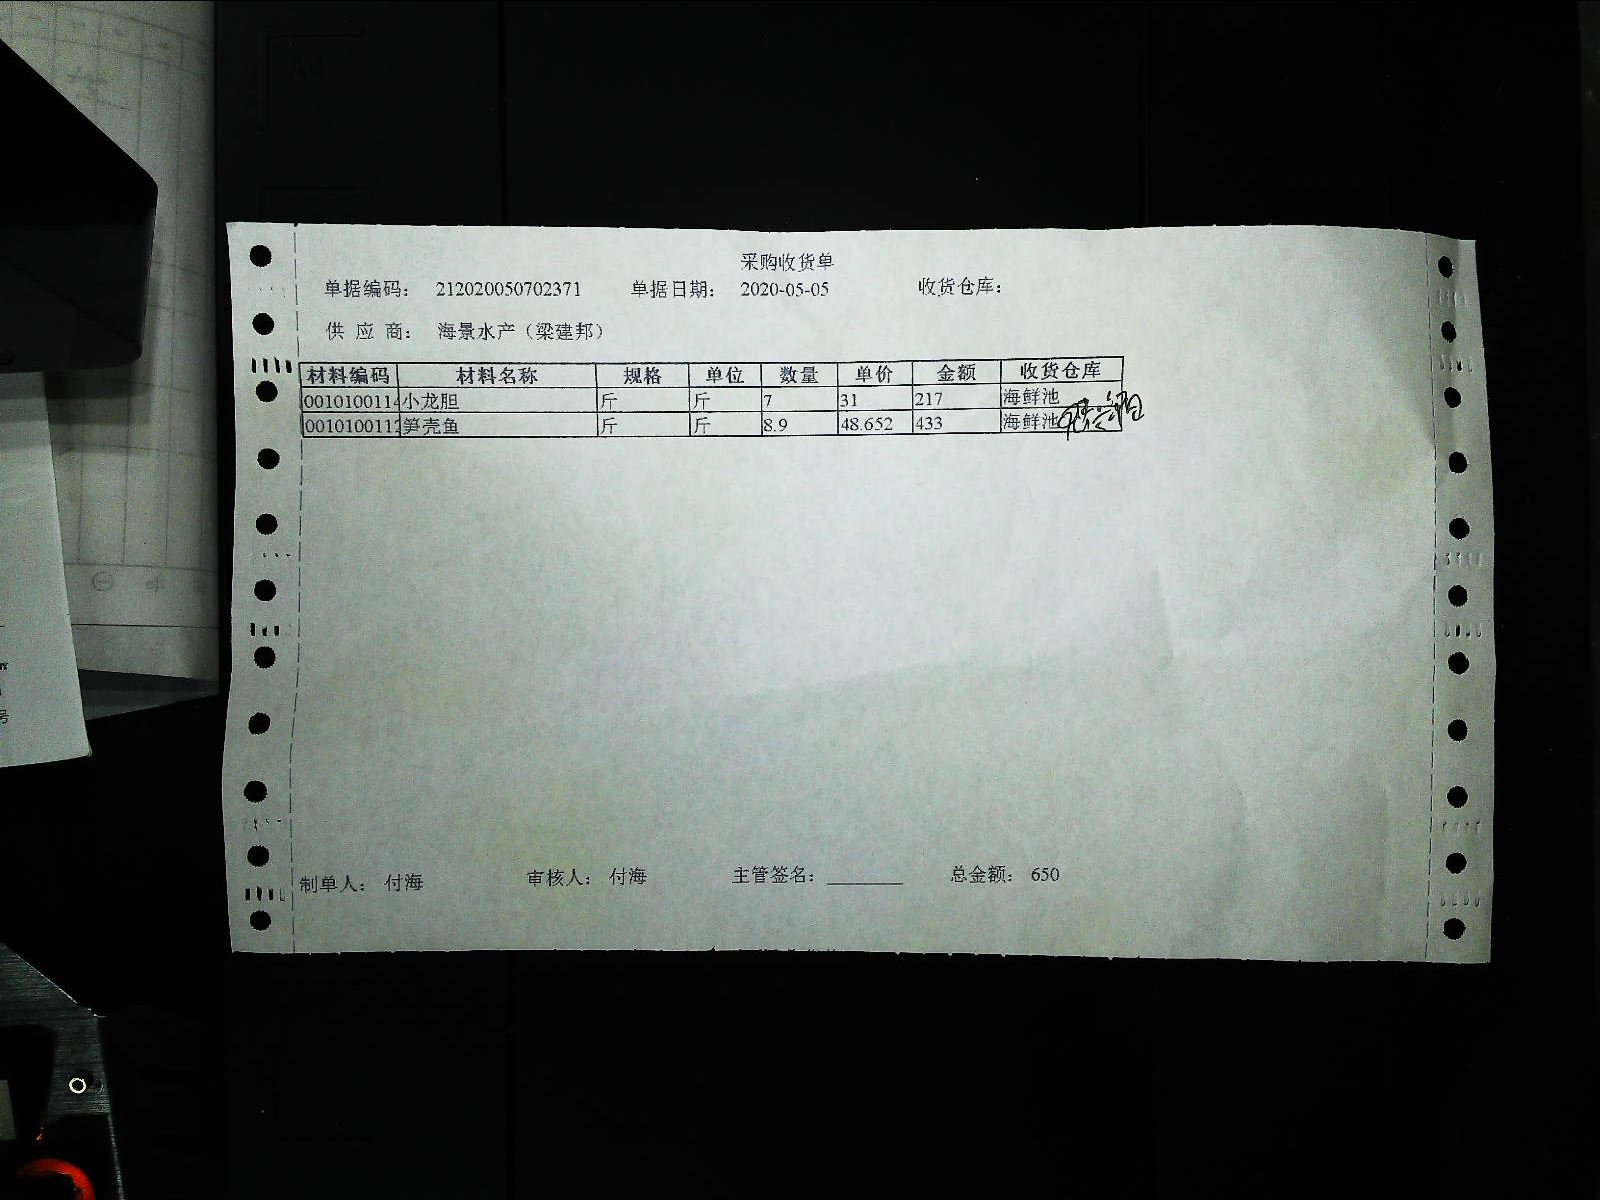 采购收货单
单据编码： 212020050702371 单据日期： 2020-05-05 收货仓库：
供 应 商： 海景水产（梁建邦）
材料编码 材料名称 规格 单位 数量 单价 金额 收货仓库
0010100114 小龙胆 斤 斤 7 31 217 海鲜池
0010100112 笋壳鱼 斤 斤 8.9 48.652 433 海鲜池
制单人： 付海 审核人： 付海 主管签名： 总金额： 650
号